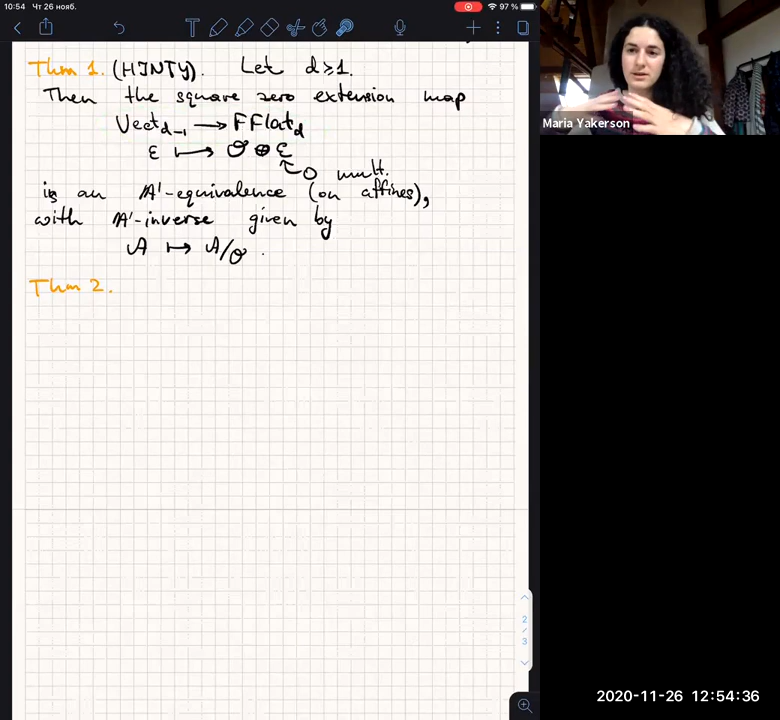 10:54 Чт 26 нояб.
97 %
Thm 1. (HJNTY). Let d ≥ 1.
Then the square zero extension map
Vect_{d-1} → FFlat_d
ℰ ↦ 𝒪 ⊕ ℰ
0 mult.
is an A¹-equivalence (on affines),
with A¹-inverse given by
𝒜 ↦ 𝒜/𝒪.
Thm 2.
2 / 3
Maria Yakerson
2020-11-26 12:54:36